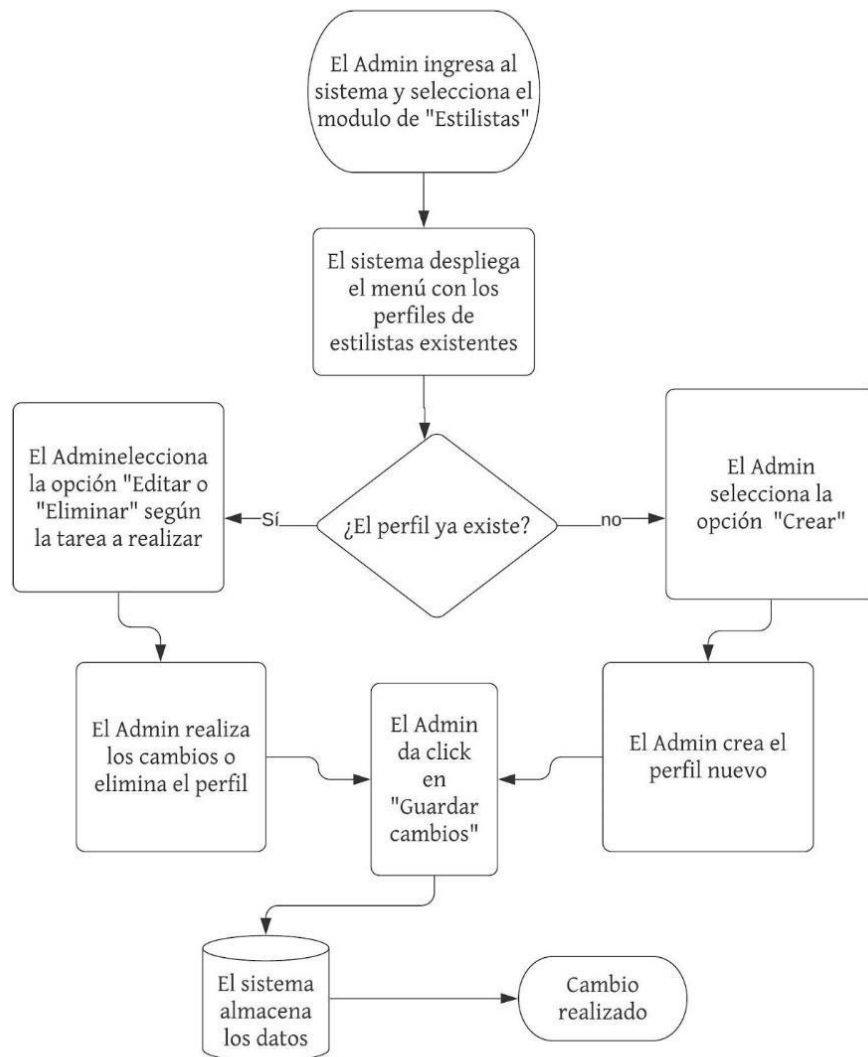 El Admin ingresa al
sistema y selecciona el
modulo de "Estilistas"
El sistema despliega
el menú con los
perfiles de
estilistas existentes
¿El perfil ya existe?
Sí
no
El Adminelecciona
la opción "Editar o
"Eliminar" según
la tarea a realizar
El Admin
selecciona la
opción "Crear"
El Admin realiza
los cambios o
elimina el perfil
El Admin
da click
en
"Guardar
cambios"
El Admin crea el
perfil nuevo
El sistema
almacena
los datos
Cambio
realizado